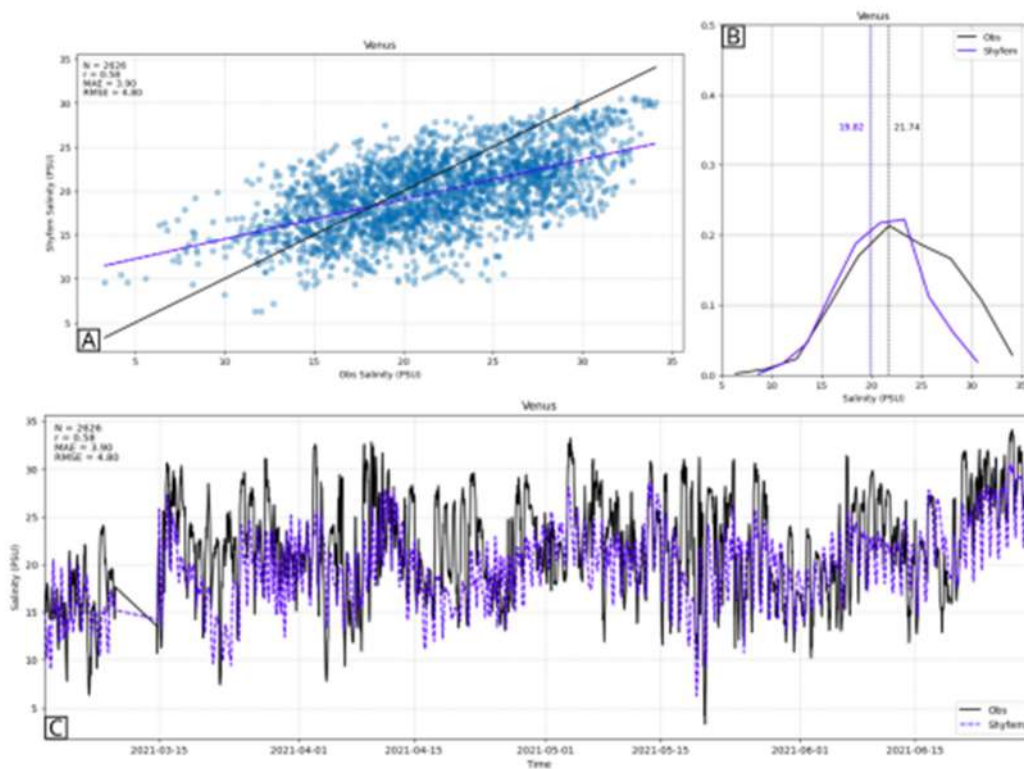 Venus
N = 2626
r = 0.58
MAE = 3.90
RMSE = 4.80
35
30
25
20
15
10
5
Shyfem Salinity (PSU)
A
5 10 15 20 25 30 35
Obs Salinity (PSU)
Venus
B
Obs
Shyfem
0.5
0.4
0.3
0.2
0.1
0.0
19.82 21.74
5 10 15 20 25 30 35
Salinity (PSU)
Venus
N = 2626
r = 0.58
MAE = 3.90
RMSE = 4.80
35
30
25
20
15
10
5
Salinity (PSU)
C
Obs
Shyfem
2021-03-15 2021-04-01 2021-04-15 2021-05-01 2021-05-15 2021-06-01 2021-06-15
Time